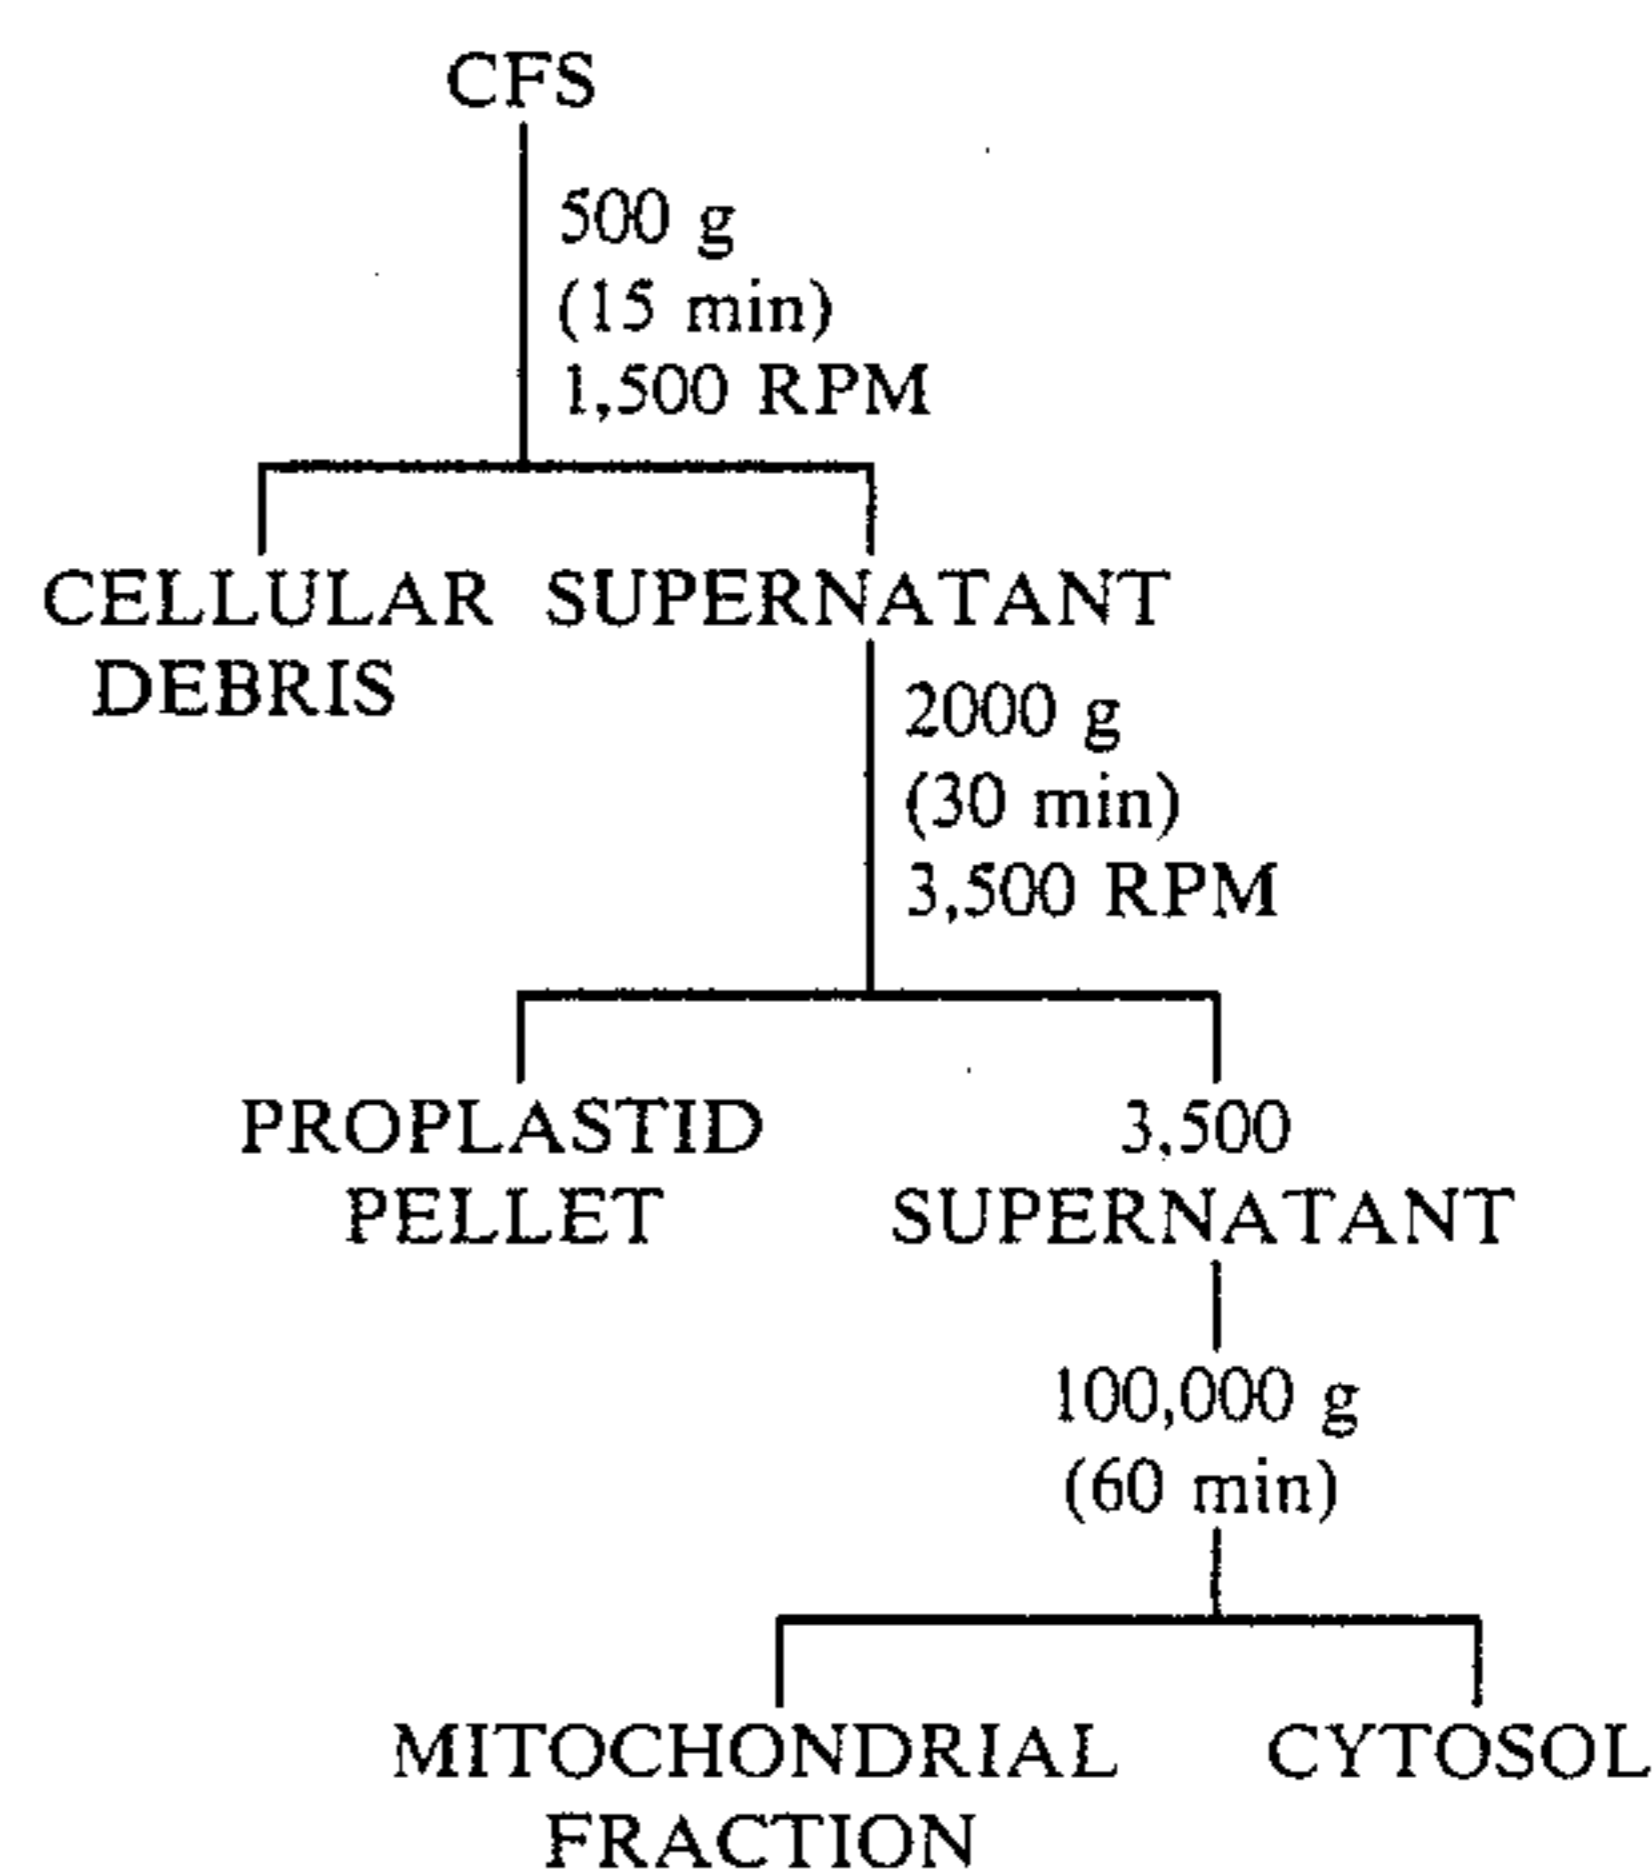 CFS
500 g
(15 min)
1,500 RPM
CELLULAR
DEBRIS
SUPERNATANT
2000 g
(30 min)
3,500 RPM
PROPLASTID
PELLET
3,500
SUPERNATANT
100,000 g
(60 min)
MITOCHONDRIAL
FRACTION
CYTOSOL